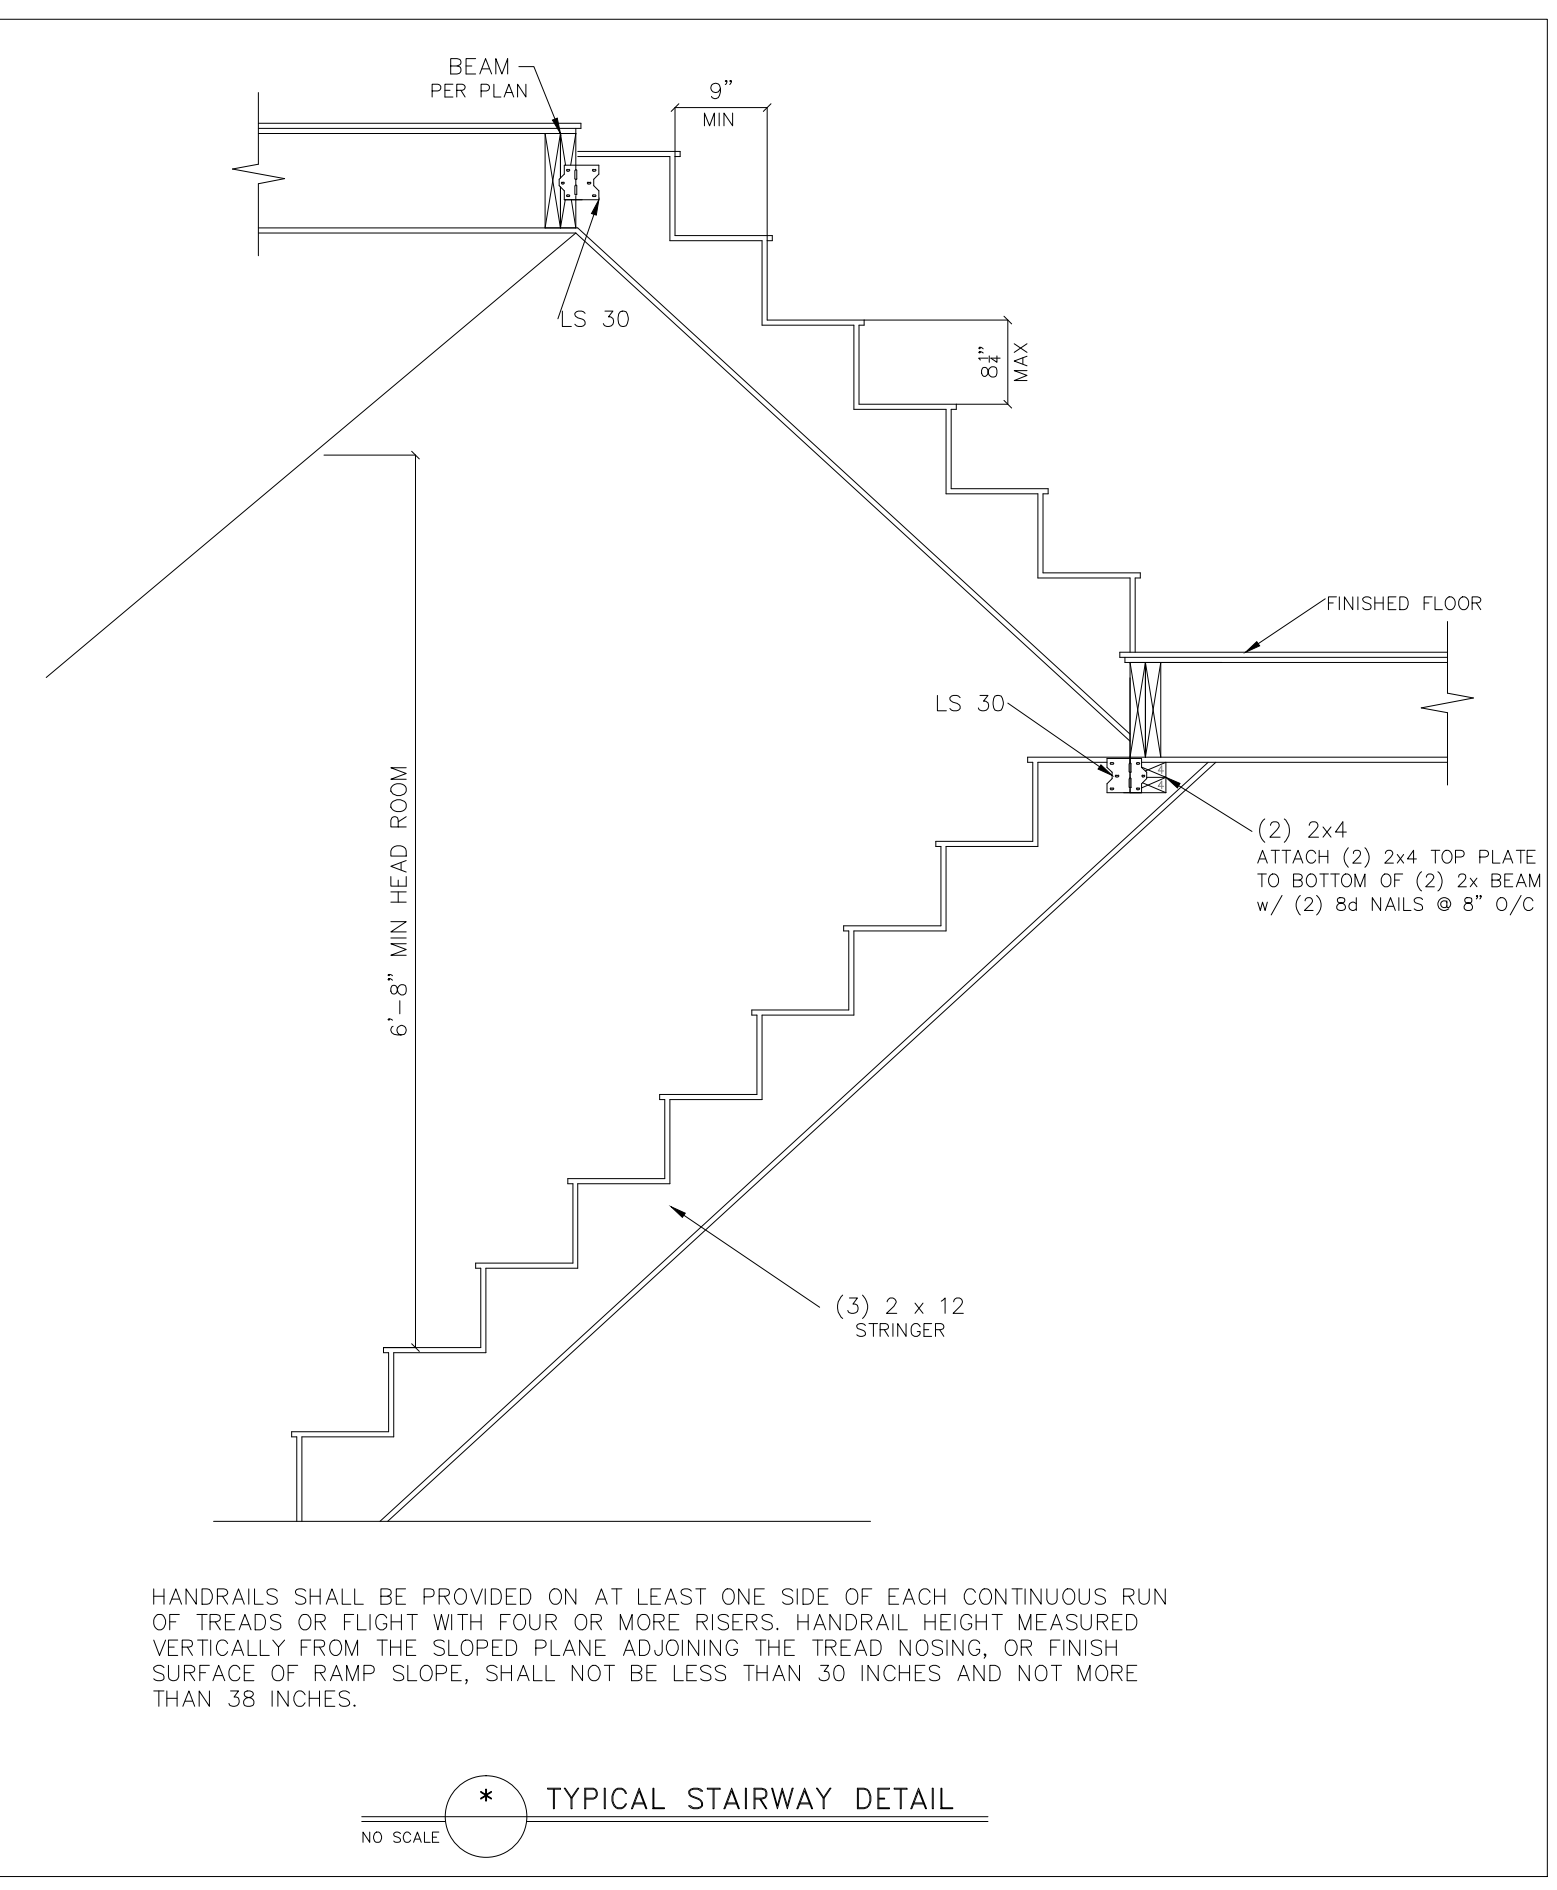 BEAM
PER PLAN
9"
MIN
LS 30
8 1/4"
MAX
FINISHED FLOOR
LS 30
6'-8" MIN HEAD ROOM
(2) 2x4
ATTACH (2) 2x4 TOP PLATE
TO BOTTOM OF (2) 2x BEAM
w/ (2) 8d NAILS @ 8" O/C
(3) 2 x 12
STRINGER
HANDRAILS SHALL BE PROVIDED ON AT LEAST ONE SIDE OF EACH CONTINUOUS RUN
OF TREADS OR FLIGHT WITH FOUR OR MORE RISERS. HANDRAIL HEIGHT MEASURED
VERTICALLY FROM THE SLOPED PLANE ADJOINING THE TREAD NOSING, OR FINISH
SURFACE OF RAMP SLOPE, SHALL NOT BE LESS THAN 30 INCHES AND NOT MORE
THAN 38 INCHES.
* TYPICAL STAIRWAY DETAIL
NO SCALE